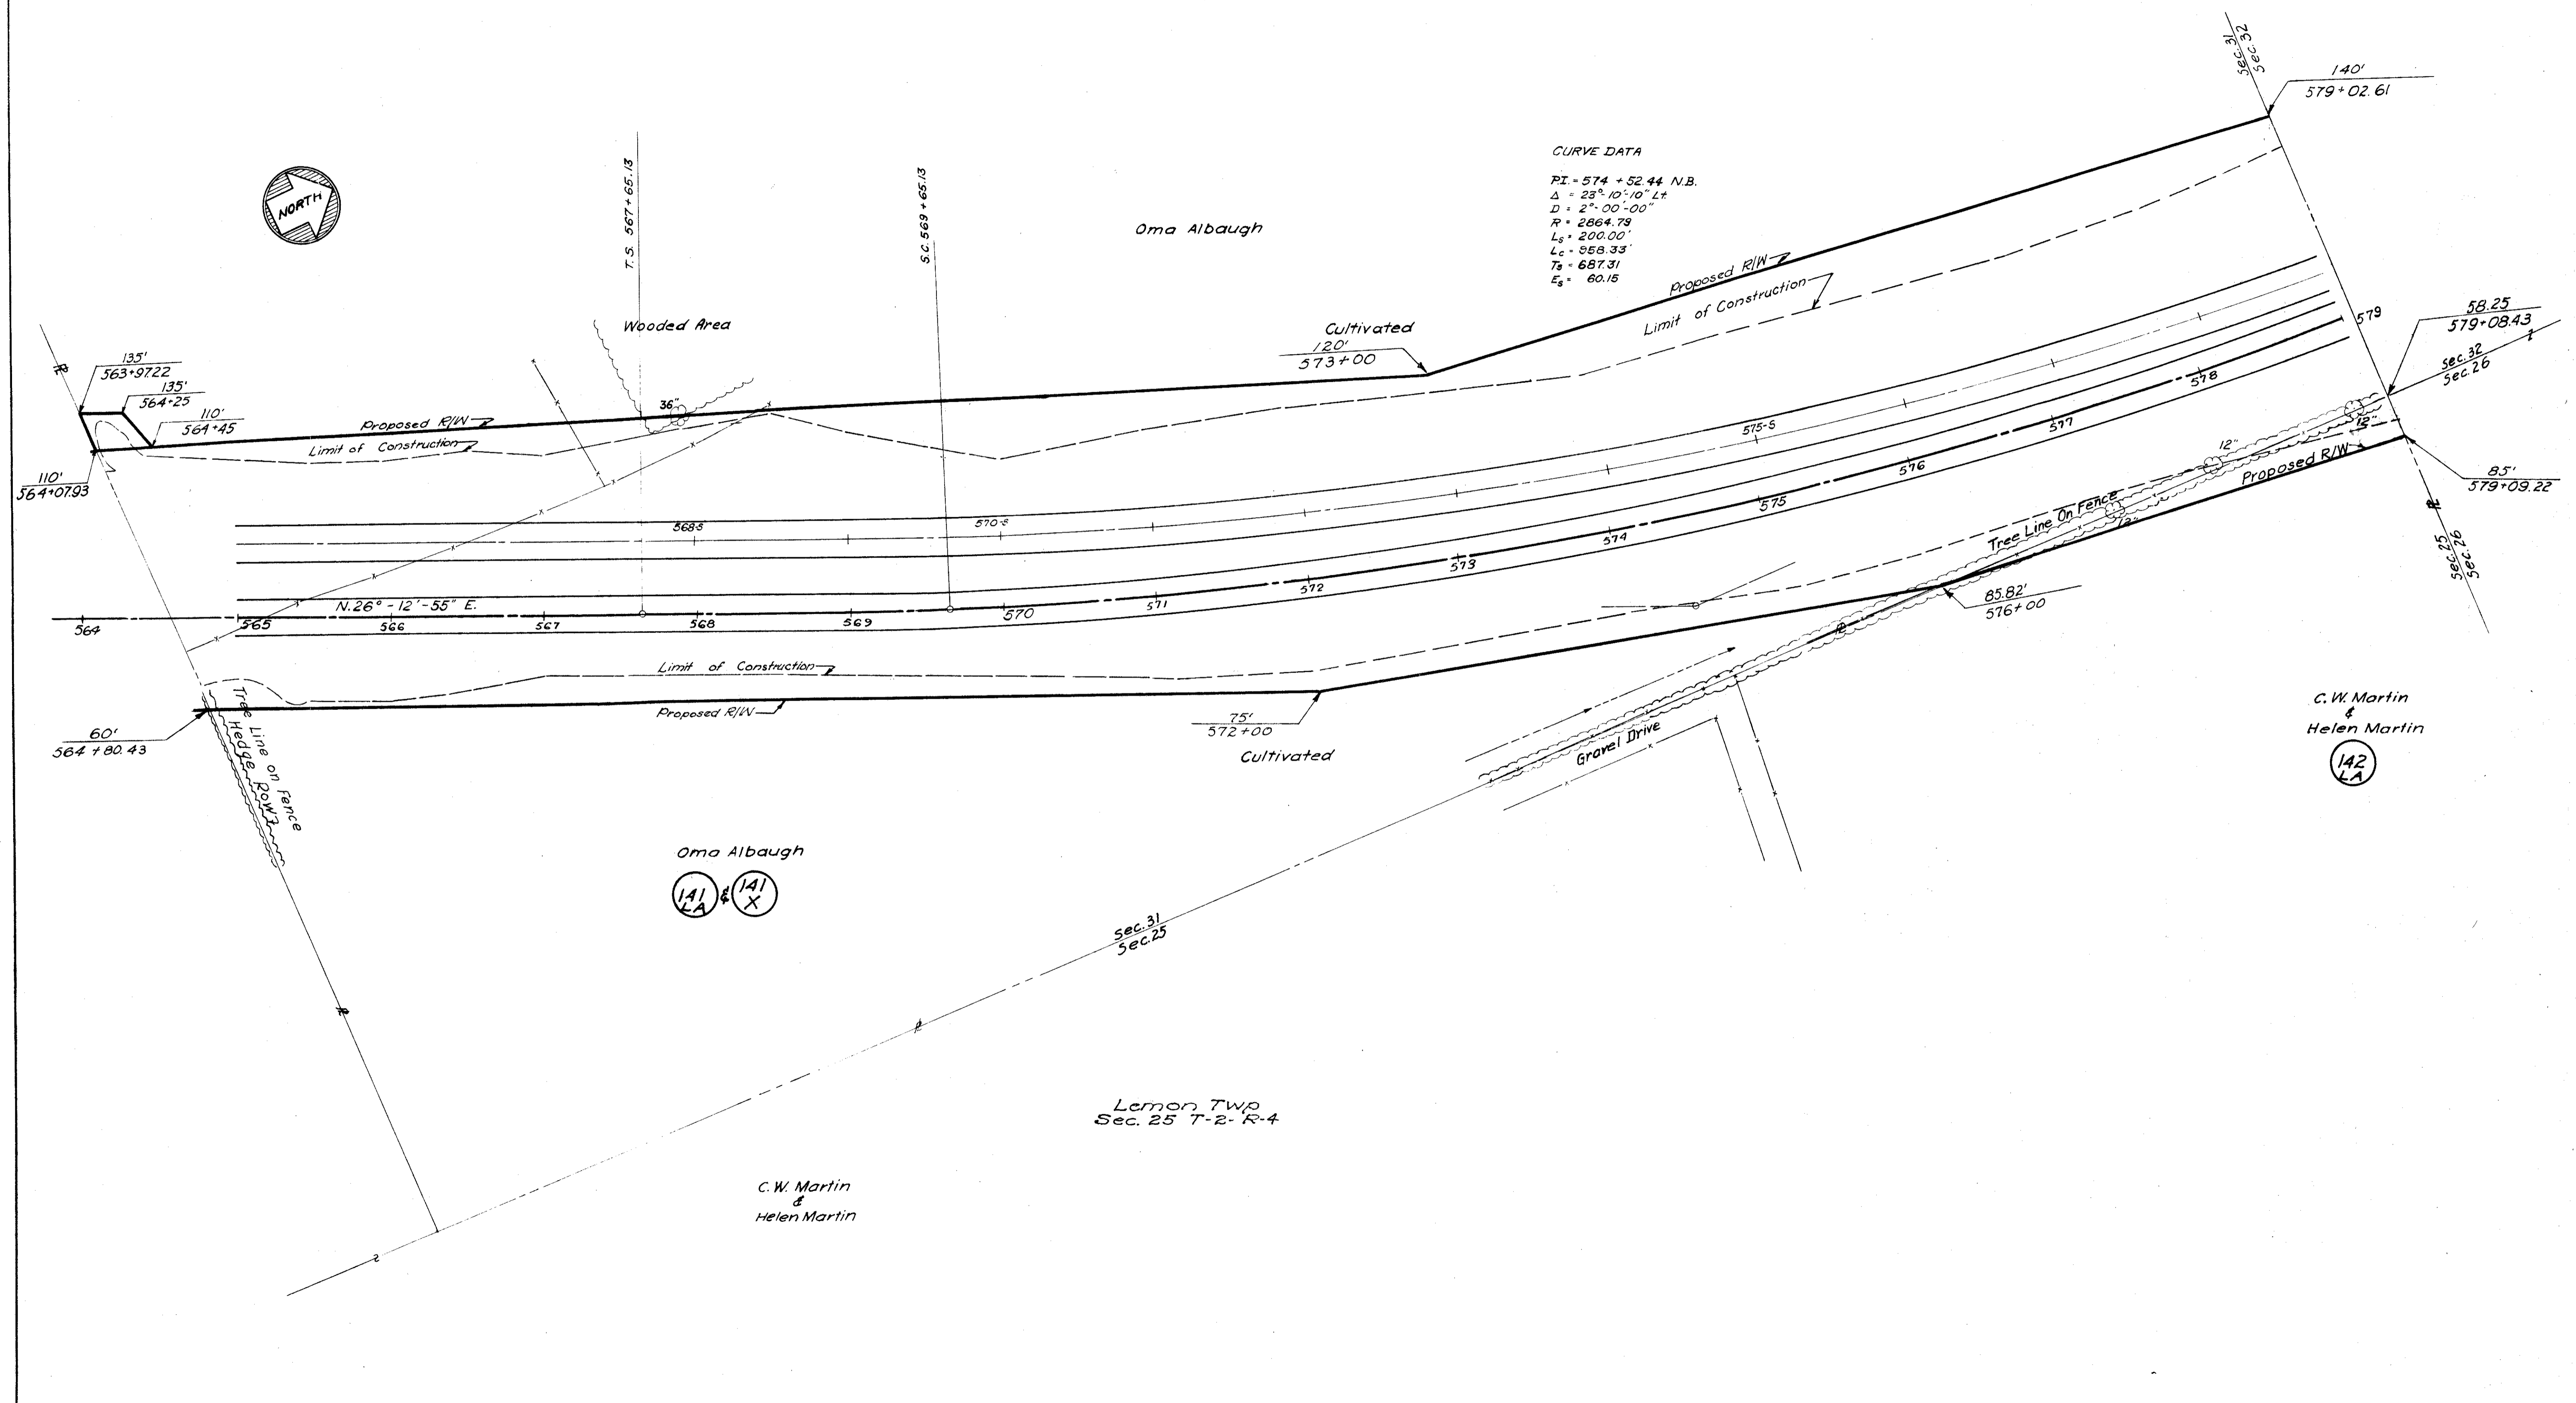 Sec. 31
Sec. 32
140'
579+02.61
NORTH
T.S. 567+65.13
S.C. 569+65.13
CURVE DATA
P.I. = 574 + 52.44 N.B.
Δ = 23°-10'-10" Lt.
D = 2°-00'-00"
R = 2864.79
Ls = 200.00'
Lc = 958.33'
Ts = 687.31
Es = 60.15
Oma Albaugh
Proposed R/W
Limit of Construction
Wooded Area
Cultivated
120'
573+00
58.25
579+08.43
579
Sec. 32
Sec. 26
135'
563+97.22
135'
564+25
110'
564+45
36"
Proposed R/W
Limit of Construction
578
575-S
577
12"
12"
Proposed R/W
85'
579+09.22
110'
564+07.93
576
575
Tree Line On Fence
12"
568-S
570-S
574
573
572
571
Sec. 25
Sec. 26
N. 26° - 12' - 55" E.
564
565
566
567
568
569
570
85.82'
576+00
Limit of Construction
Proposed R/W
60'
564 + 80.43
Tree Line on Fence
Hedge Row
75'
572+00
Cultivated
Gravel Drive
C.W. Martin
&
Helen Martin
142
LA
Oma Albaugh
141
LA
&
141
X
Sec. 31
Sec. 25
Lemon Twp
Sec. 25 T-2- R-4
C.W. Martin
&
Helen Martin